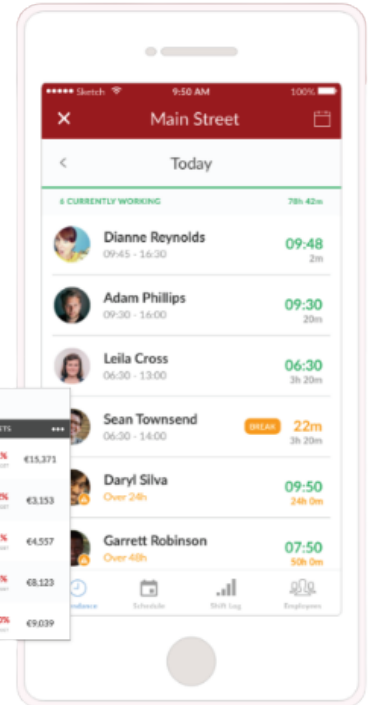 Sketch 9:50 AM 100%
× Main Street
< Today
6 CURRENTLY WORKING 78h 42m
Dianne Reynolds 09:48
09:45 - 16:30 2m
Adam Phillips 09:30
09:30 - 16:00 20m
Leila Cross 06:30
06:30 - 13:00 3h 20m
Sean Townsend BREAK 22m
06:30 - 14:00 3h 20m
Daryl Silva 09:50
Over 24h 24h 0m
Garrett Robinson 07:50
Over 48h 50h 0m
Schedule Shift Log Employees
€15,371
€3,153
€4,557
€8,123
€9,039